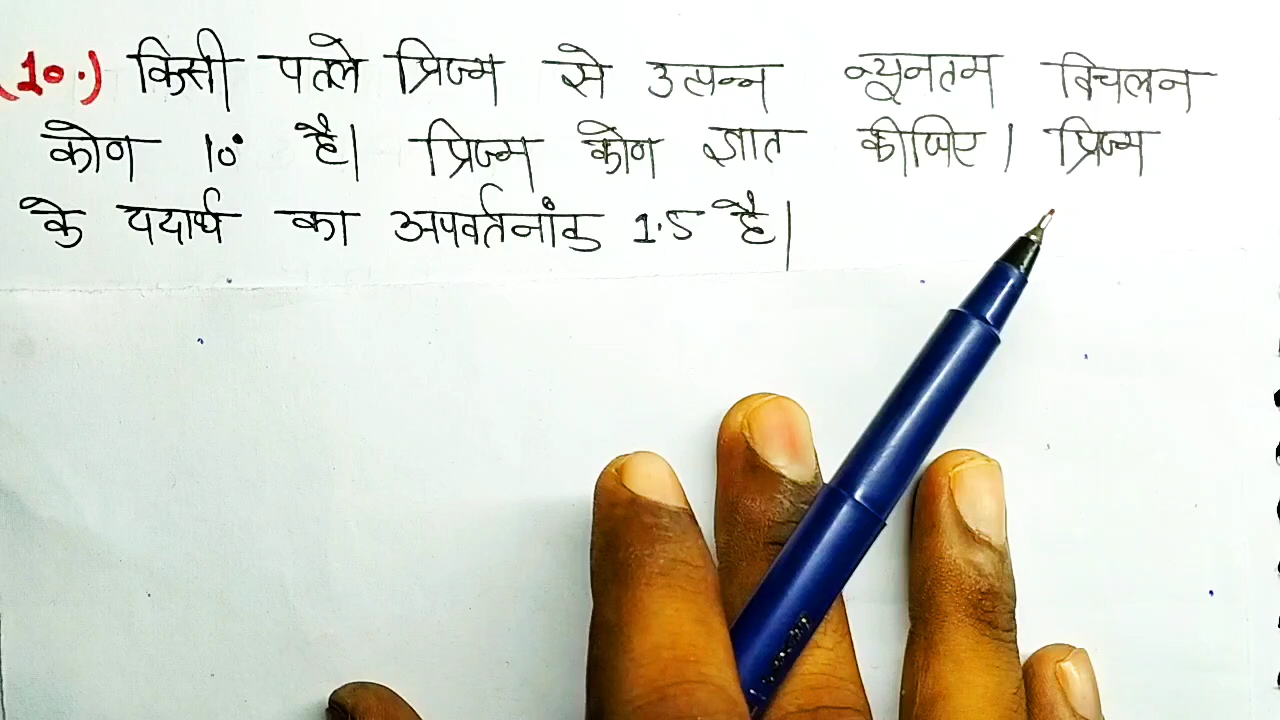 (10.) किसी पतले प्रिज्म से उत्पन्न न्यूनतम विचलन
कोण 10° है। प्रिज्म कोण ज्ञात कीजिए। प्रिज्म
के पदार्थ का अपवर्तनांक 1.5 है।